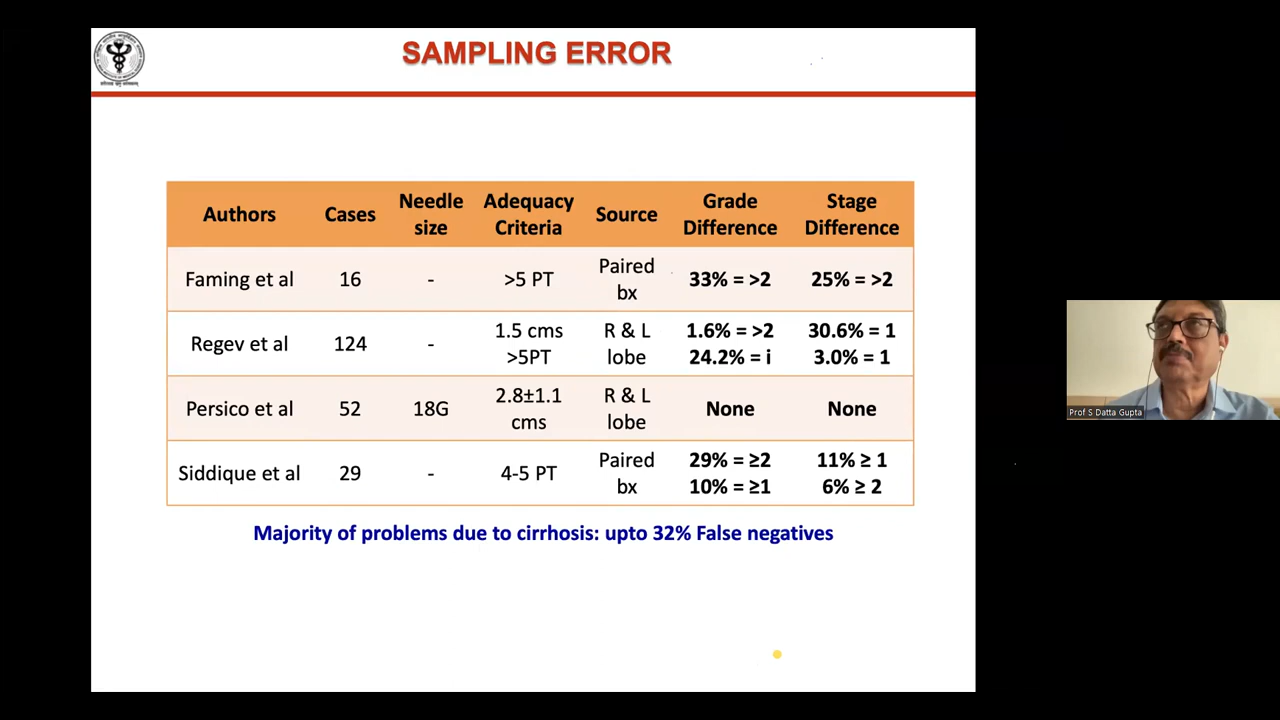 SAMPLING ERROR
Authors Cases Needle size Adequacy Criteria Source Grade Difference Stage Difference
Faming et al 16 - >5 PT Paired bx 33% = >2 25% = >2
Regev et al 124 - 1.5 cms >5PT R & L lobe 1.6% = >2 24.2% = i 30.6% = 1 3.0% = 1
Persico et al 52 18G 2.8±1.1 cms R & L lobe None None
Siddique et al 29 - 4-5 PT Paired bx 29% = ≥2 10% = ≥1 11% ≥ 1 6% ≥ 2
Majority of problems due to cirrhosis: upto 32% False negatives
Prof S Datta Gupta